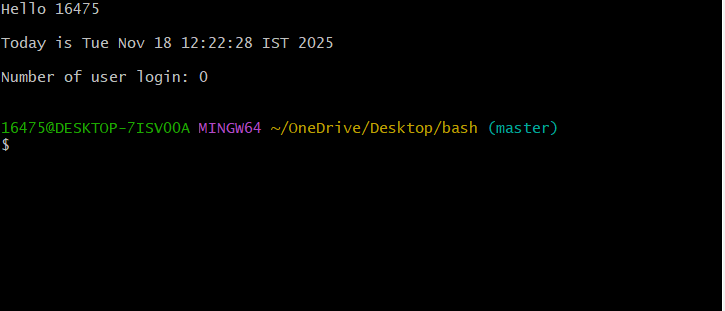 Hello 16475
Today is Tue Nov 18 12:22:28 IST 2025
Number of user login: 0
16475@DESKTOP-7ISVO0A MINGW64 ~/OneDrive/Desktop/bash (master)
$